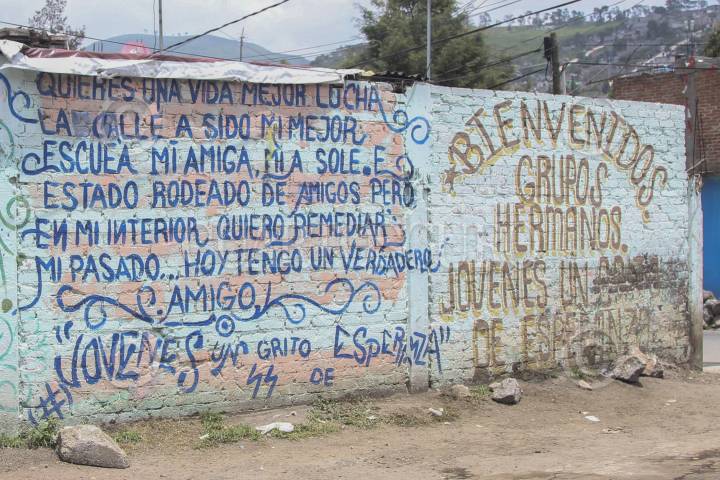 QUIERES UNA VIDA MEJOR LUCHA
LA CALLE A SIDO MI MEJOR
ESCUEA MI AMIGA, MI A SOLE. E
ESTADO RODEADO DE AMIGOS PERO
EN MI INTERIOR QUIERO REMEDIAR
MI PASADO... HOY TENGO UN VERDADERO
AMIGO!
"JOVENES UN GRITO ESPERANZA"
DE
BIENVENIDOS.
GRUPOS
HERMANOS.
JOVENES UN
DE ESPERANZA